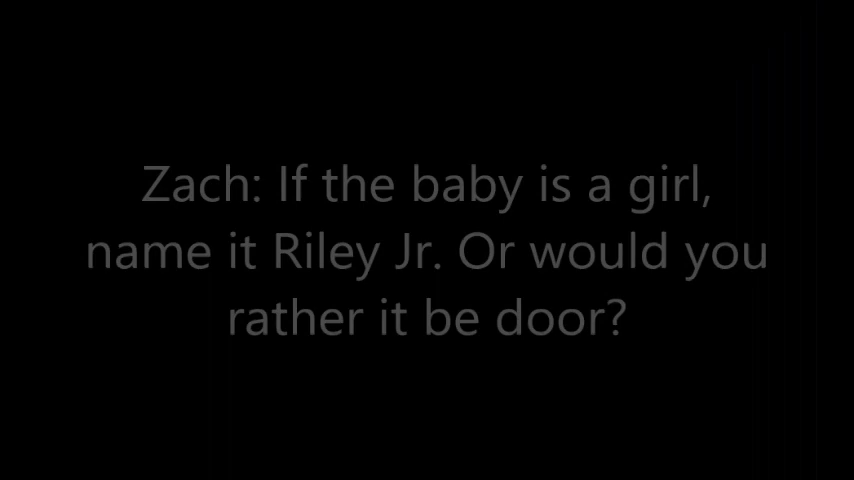 Zach: If the baby is a girl,
name it Riley Jr. Or would you
rather it be door?